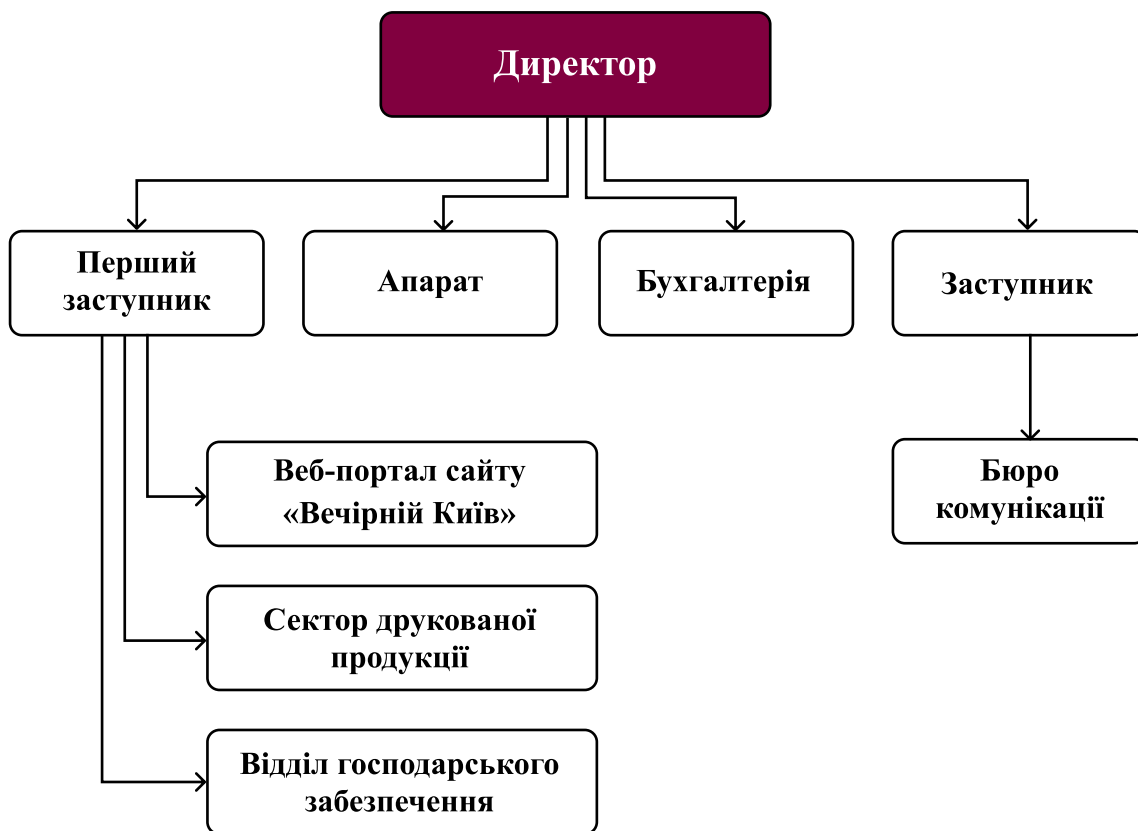 Директор
Перший
заступник
Апарат
Бухгалтерія
Заступник
Веб-портал сайту
«Вечірній Київ»
Бюро
комунікації
Сектор друкованої
продукції
Відділ господарського
забезпечення